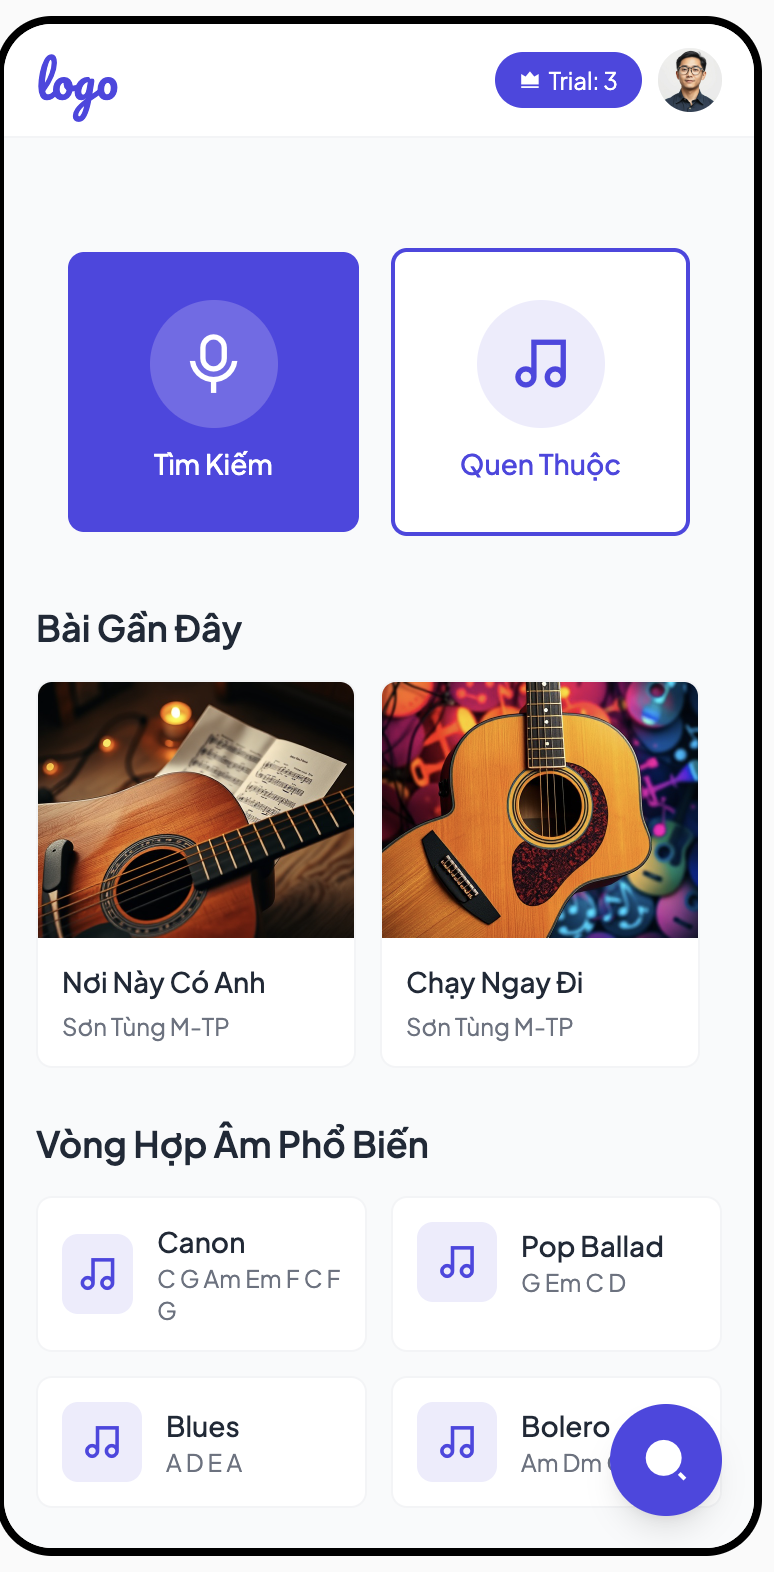 logo
Trial: 3
Tìm Kiếm
Quen Thuộc
Bài Gần Đây
Nơi Này Có Anh
Sơn Tùng M-TP
Chạy Ngay Đi
Sơn Tùng M-TP
Vòng Hợp Âm Phổ Biến
Canon
C G Am Em F C F
G
Pop Ballad
G Em C D
Blues
A D E A
Bolero
Am Dm